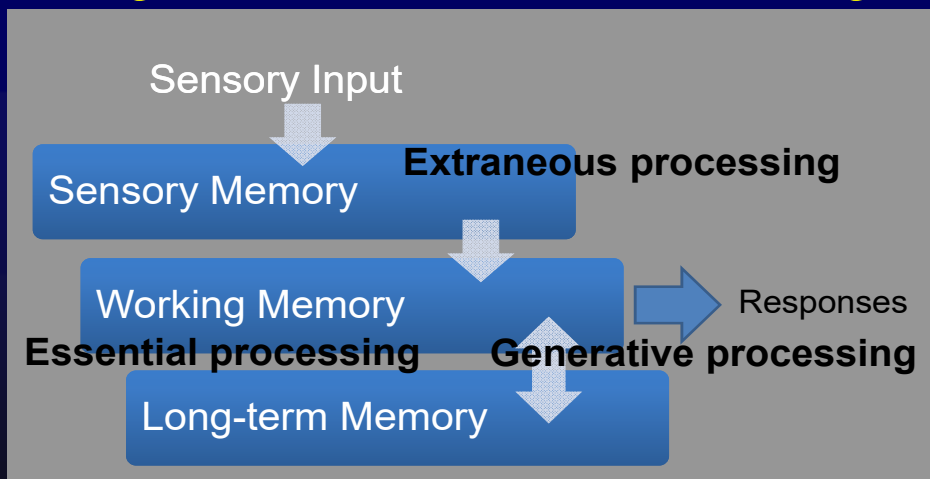 Sensory Input
Extraneous processing
Sensory Memory
Working Memory
Responses
Essential processing
Generative processing
Long-term Memory